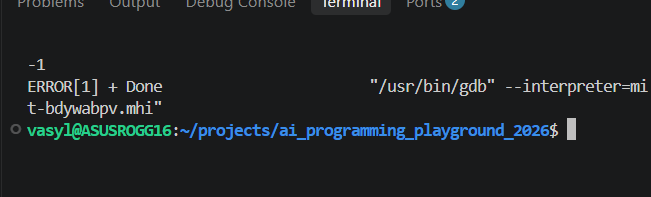 Problems Output Debug Console Terminal Ports 2
-1
ERROR[1] + Done "/usr/bin/gdb" --interpreter=mi
t-bdywabpv.mhi"
vasyl@ASUSROGG16:~/projects/ai_programming_playground_2026$